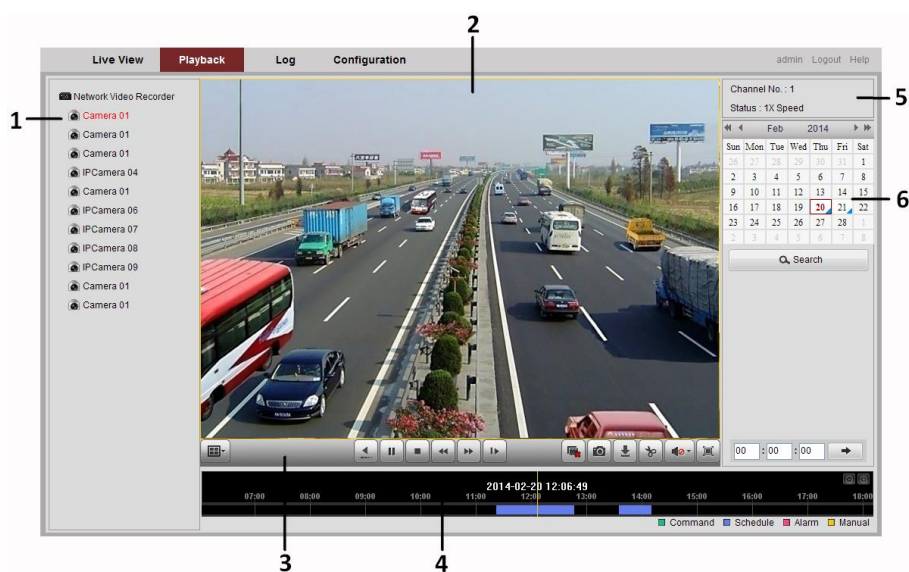 2
Live View Playback Log Configuration admin Logout Help
Network Video Recorder
1
Camera 01
Camera 01
Camera 01
IPCamera 04
Camera 01
IPCamera 06
IPCamera 07
IPCamera 08
IPCamera 09
Camera 01
Camera 01
Channel No. : 1
Status : 1X Speed
5
Feb 2014
Sun Mon Tue Wed Thu Fri Sat
26 27 28 29 30 31 1
2 3 4 5 6 7 8
9 10 11 12 13 14 15
16 17 18 19 20 21 22
23 24 25 26 27 28 1
2 3 4 5 6 7 8
6
Search
00 : 00 : 00
2014-02-20 12:06:49
07:00 08:00 09:00 10:00 11:00 12:00 13:00 14:00 15:00 16:00 17:00 18:00
Command Schedule Alarm Manual
3 4